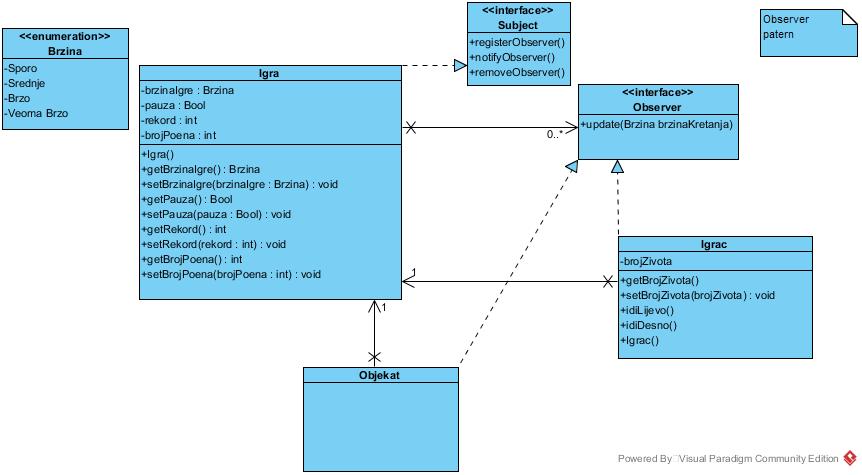 <<enumeration>>
Brzina
-Sporo
-Srednje
-Brzo
-Veoma Brzo
Igra
-brzinaIgre : Brzina
-pauza : Bool
-rekord : int
-brojPoena : int
+Igra()
+getBrzinaIgre() : Brzina
+setBrzinaIgre(brzinaIgre : Brzina) : void
+getPauza() : Bool
+setPauza(pauza : Bool) : void
+getRekord() : int
+setRekord(rekord : int) : void
+getBrojPoena() : int
+setBrojPoena(brojPoena : int) : void
<<interface>>
Subject
+registerObserver()
+notifyObserver()
+removeObserver()
Observer
patern
<<interface>>
Observer
+update(Brzina brzinaKretanja)
0..*
Igrac
-brojZivota
+getBrojZivota()
+setBrojZivota(brojZivota) : void
+idiLijevo()
+idiDesno()
+Igrac()
1
1
Objekat
Powered By Visual Paradigm Community Edition